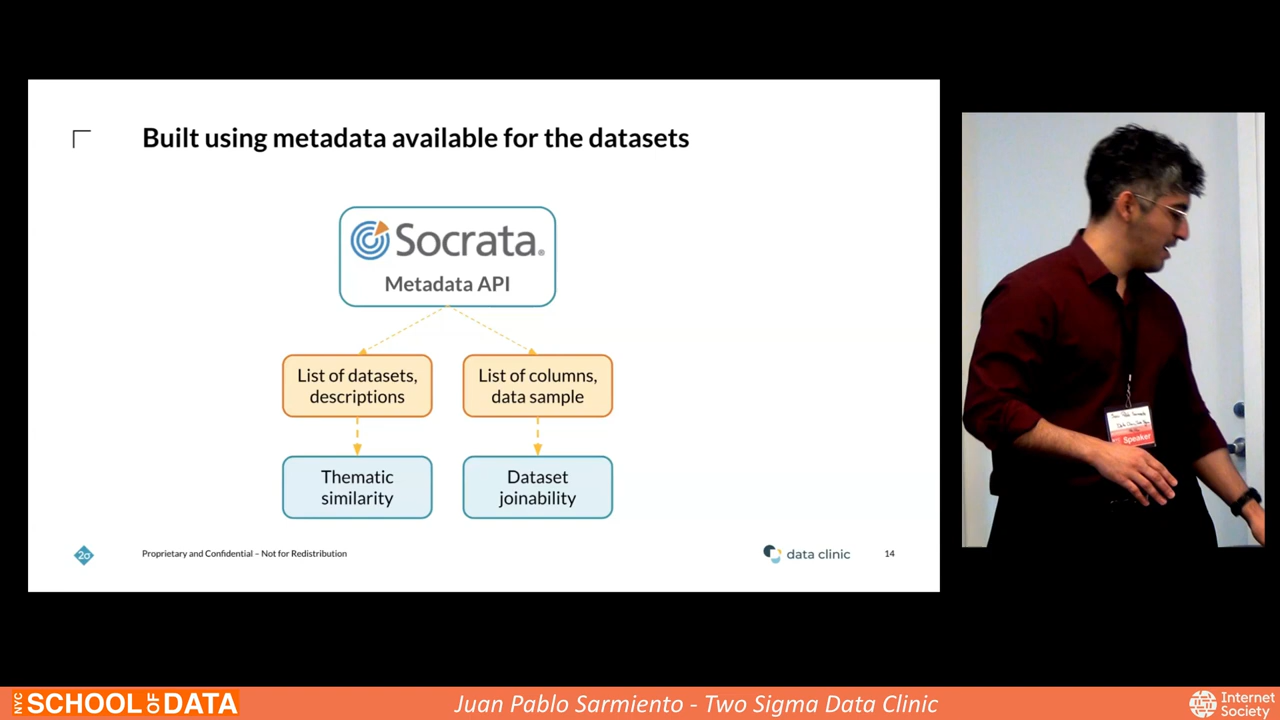 Built using metadata available for the datasets
Socrata®
Metadata API
List of datasets,
descriptions
List of columns,
data sample
Thematic
similarity
Dataset
joinability
2σ
Proprietary and Confidential – Not for Redistribution
data clinic
14
Speaker
NYC SCHOOL OF DATA
Juan Pablo Sarmiento - Two Sigma Data Clinic
Internet
Society